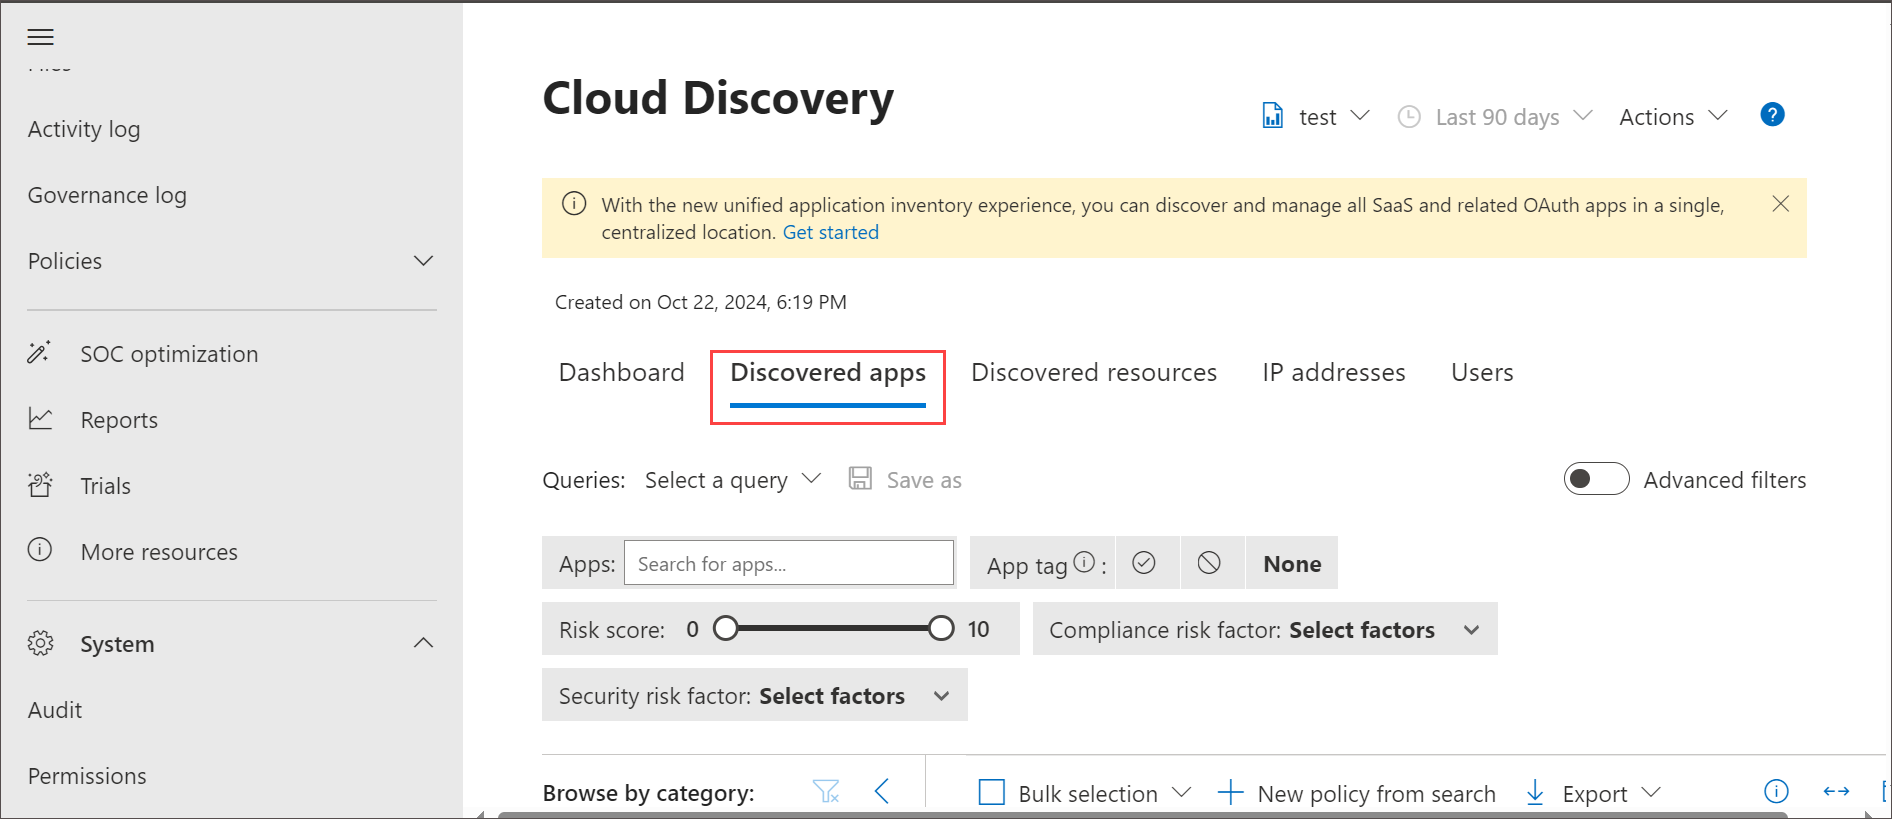 Activity log
Governance log
Policies
SOC optimization
Reports
Trials
More resources
System
Audit
Permissions
Cloud Discovery
test
Last 90 days
Actions
?
With the new unified application inventory experience, you can discover and manage all SaaS and related OAuth apps in a single,
centralized location. Get started
Created on Oct 22, 2024, 6:19 PM
Dashboard
Discovered apps
Discovered resources
IP addresses
Users
Queries: Select a query
Save as
Advanced filters
Apps: Search for apps...
App tag :
None
Risk score: 0 10
Compliance risk factor: Select factors
Security risk factor: Select factors
Browse by category:
Bulk selection
New policy from search
Export